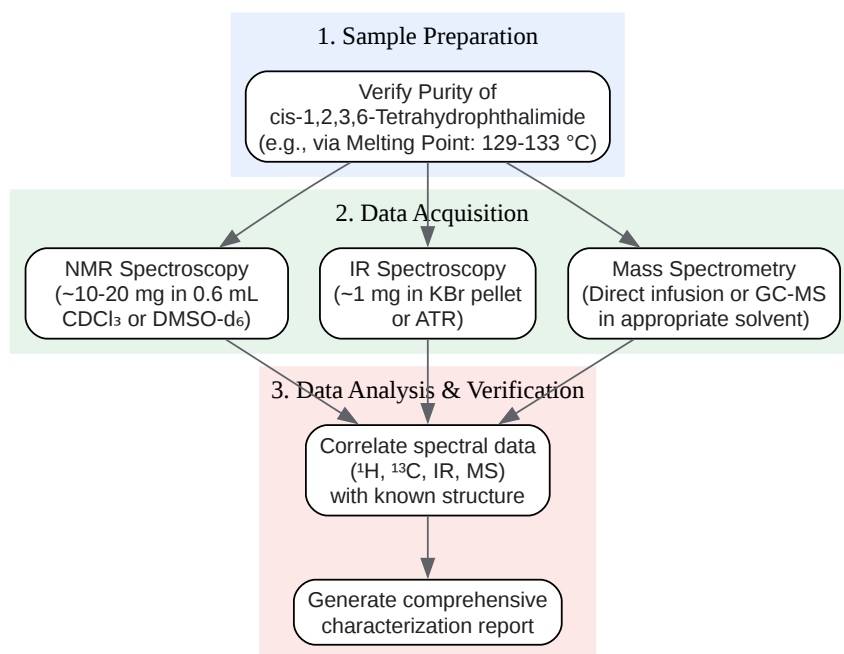 1. Sample Preparation
Verify Purity of
cis-1,2,3,6-Tetrahydrophthalimide
(e.g., via Melting Point: 129-133 °C)
2. Data Acquisition
NMR Spectroscopy
(~10-20 mg in 0.6 mL
CDCl₃ or DMSO-d₆)
IR Spectroscopy
(~1 mg in KBr pellet
or ATR)
Mass Spectrometry
(Direct infusion or GC-MS
in appropriate solvent)
3. Data Analysis & Verification
Correlate spectral data
(¹H, ¹³C, IR, MS)
with known structure
Generate comprehensive
characterization report